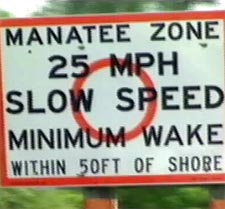 MANATEE ZONE
25 MPH
SLOW SPEED
MINIMUM WAKE
WITHIN 50FT OF SHORE